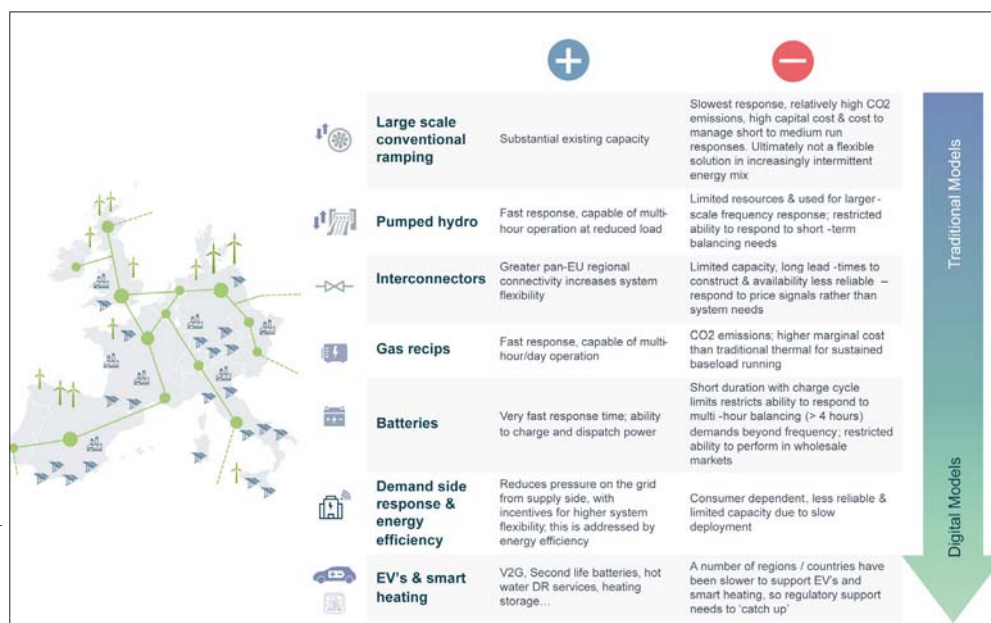 Large scale
conventional
ramping
Substantial existing capacity
Slowest response, relatively high CO2
emissions, high capital cost & cost to
manage short to medium run
responses. Ultimately not a flexible
solution in increasingly intermittent
energy mix
Pumped hydro
Fast response, capable of multi-
hour operation at reduced load
Limited resources & used for larger-
scale frequency response; restricted
ability to respond to short -term
balancing needs
Interconnectors
Greater pan-EU regional
connectivity increases system
flexibility
Limited capacity, long lead -times to
construct & availability less reliable –
respond to price signals rather than
system needs
Gas recips
Fast response, capable of multi-
hour/day operation
CO2 emissions; higher marginal cost
than traditional thermal for sustained
baseload running
Batteries
Very fast response time; ability
to charge and dispatch power
Short duration with charge cycle
limits restricts ability to respond to
multi -hour balancing (> 4 hours)
demands beyond frequency; restricted
ability to perform in wholesale
markets
Demand side
response &
energy
efficiency
Reduces pressure on the grid
from supply side, with
incentives for higher system
flexibility; this is addressed by
energy efficiency
Consumer dependent, less reliable &
limited capacity due to slow
deployment
EV's & smart
heating
V2G, Second life batteries, hot
water DR services, heating
storage…
A number of regions / countries have
been slower to support EV's and
smart heating, so regulatory support
needs to 'catch up'
Traditional Models
Digital Models